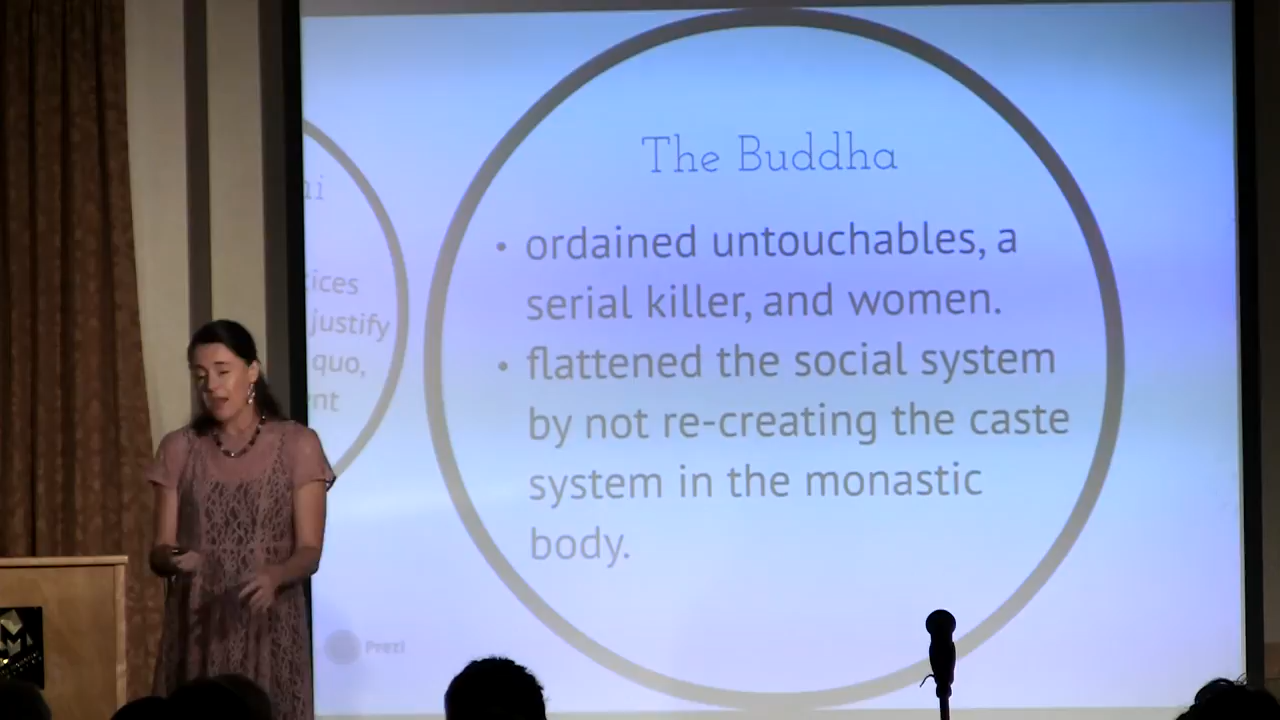 The Buddha
• ordained untouchables, a
serial killer, and women.
• flattened the social system
by not re-creating the caste
system in the monastic
body.
justify
quo,
Prezi